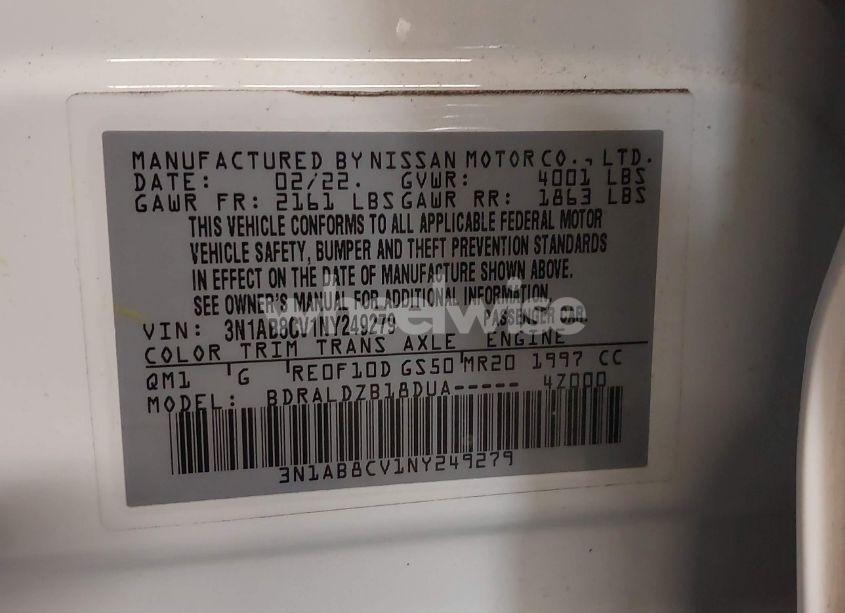 MANUFACTURED BY NISSAN MOTOR CO., LTD.
DATE: 02/22. GVWR: 4001 LBS
GAWR FR: 2161 LBS GAWR RR: 1863 LBS
THIS VEHICLE CONFORMS TO ALL APPLICABLE FEDERAL MOTOR
VEHICLE SAFETY, BUMPER AND THEFT PREVENTION STANDARDS
IN EFFECT ON THE DATE OF MANUFACTURE SHOWN ABOVE.
SEE OWNER'S MANUAL FOR ADDITIONAL INFORMATION.
wheelwise
VIN: 3N1AB8CV1NY249279 PASSENGER CAR.
COLOR TRIM TRANS AXLE ENGINE
QM1 G RE0F10D GS50 MR20 1997 CC
MODEL: BDRALDZB18DUA----- 4Z000
3N1AB8CV1NY249279